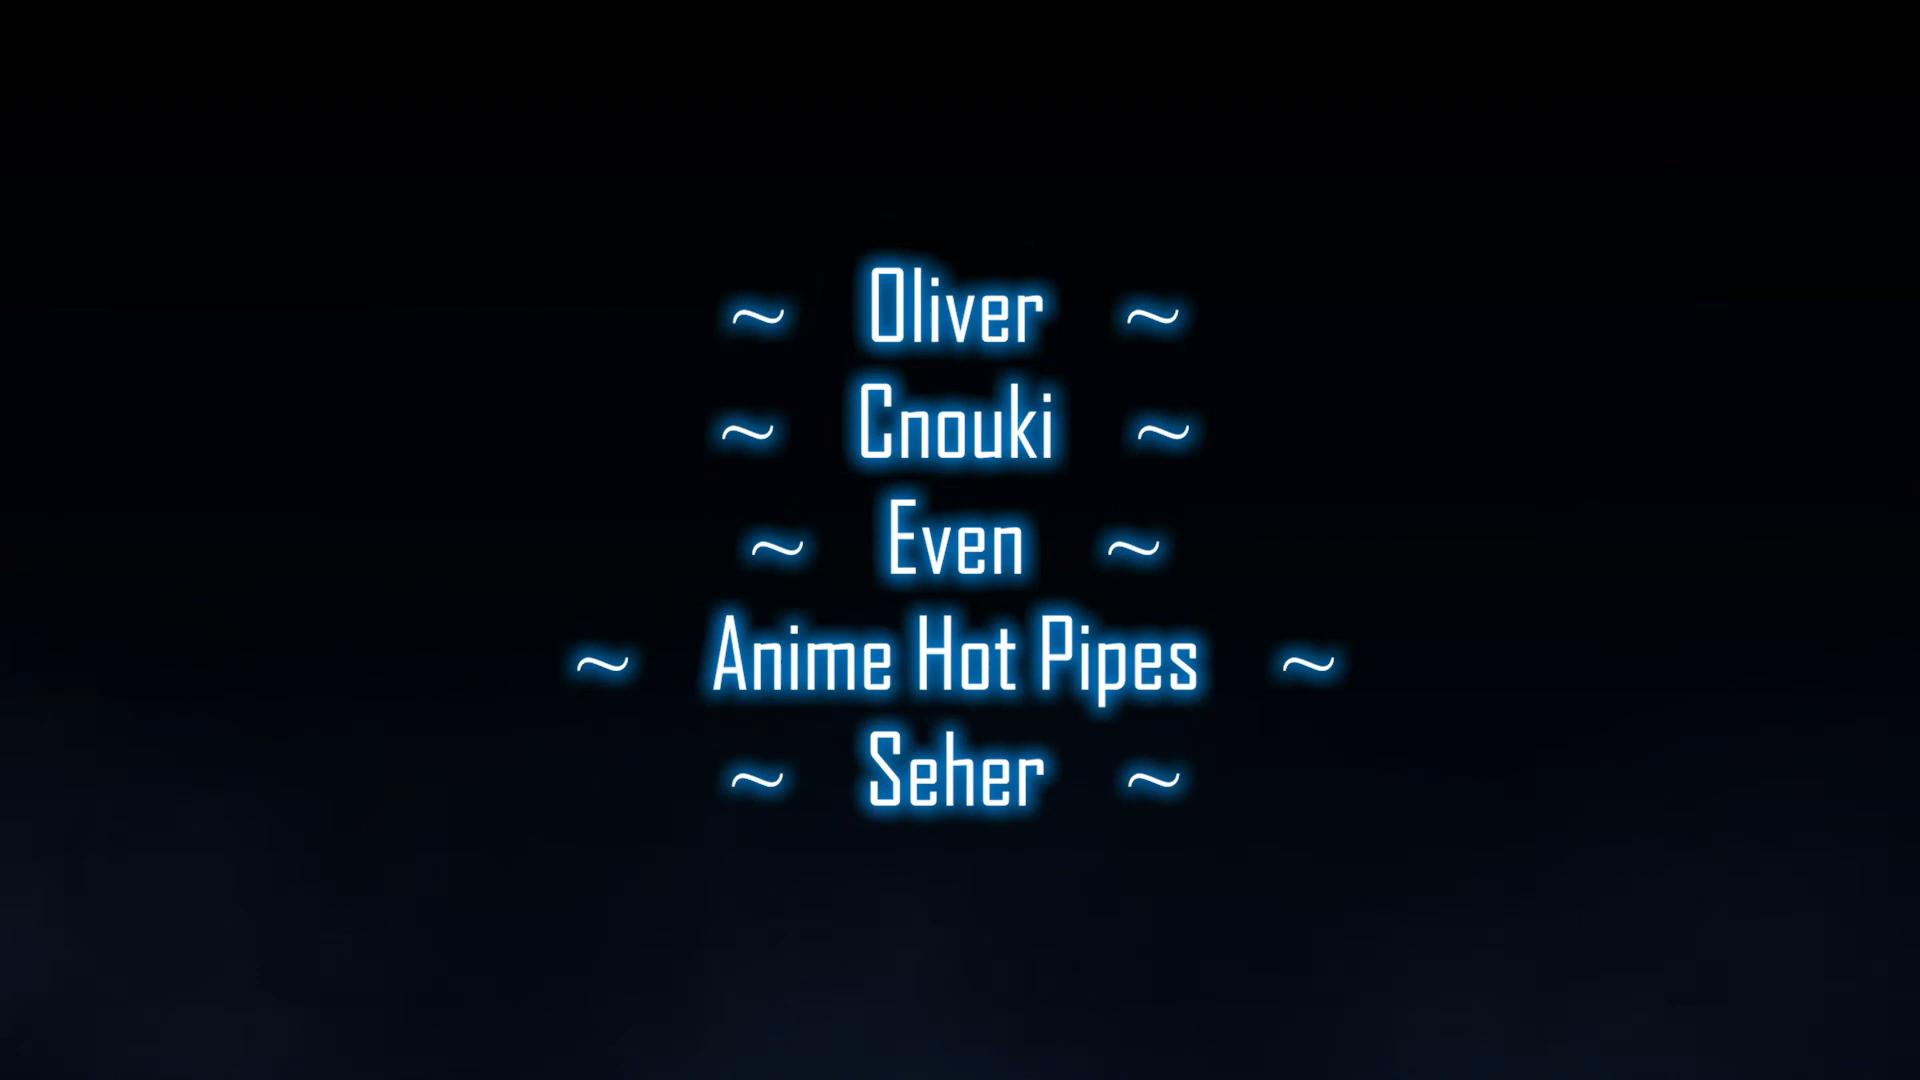 ~ Oliver ~
~ Cnouki ~
~ Even ~
~ Anime Hot Pipes ~
~ Seher ~